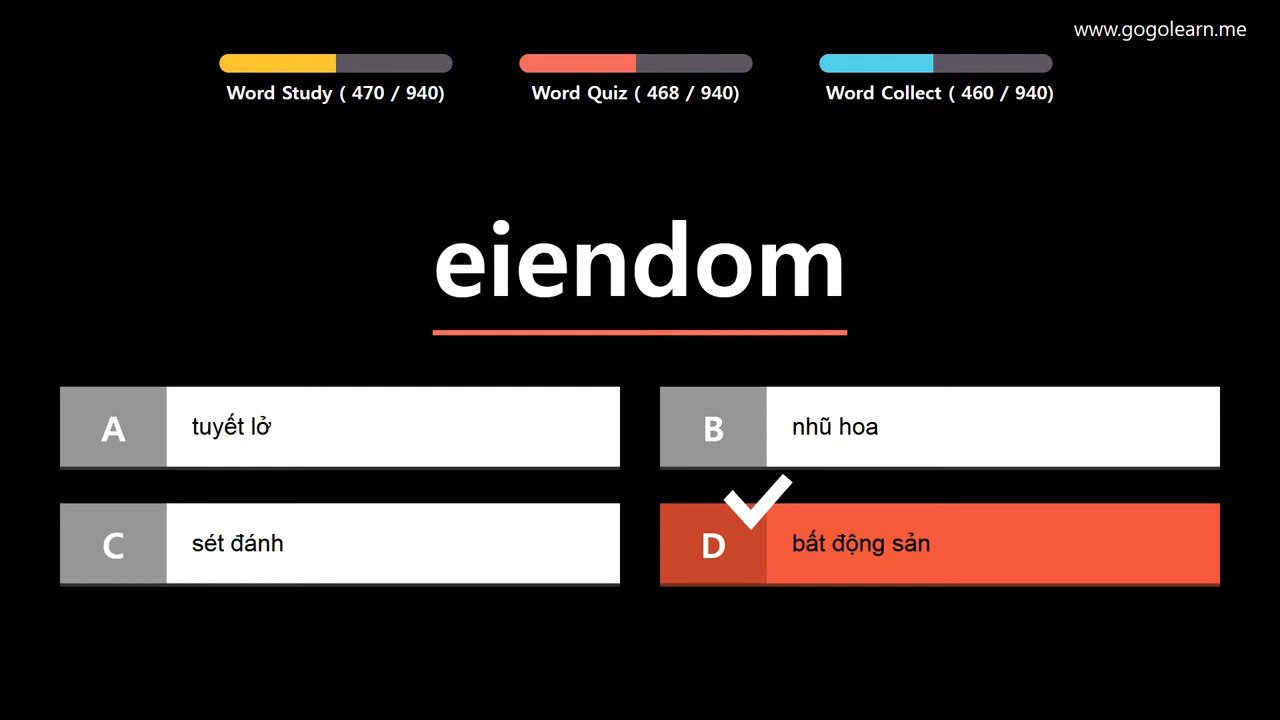 www.gogolearn.me
Word Study ( 470 / 940)
Word Quiz ( 468 / 940)
Word Collect ( 460 / 940)
eiendom
A
tuyết lở
B
nhũ hoa
C
sét đánh
D
bất động sản